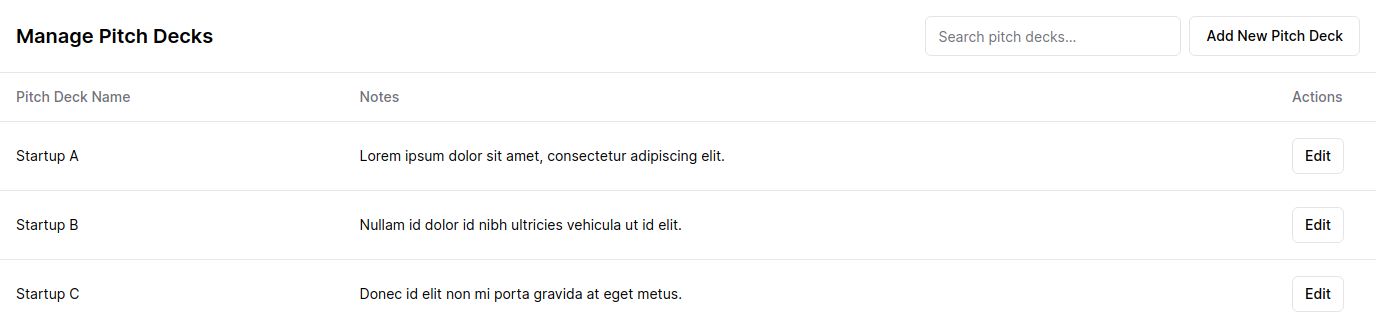 Manage Pitch Decks
Search pitch decks...
Add New Pitch Deck
Pitch Deck Name Notes Actions
Startup A Lorem ipsum dolor sit amet, consectetur adipiscing elit. Edit
Startup B Nullam id dolor id nibh ultricies vehicula ut id elit. Edit
Startup C Donec id elit non mi porta gravida at eget metus. Edit